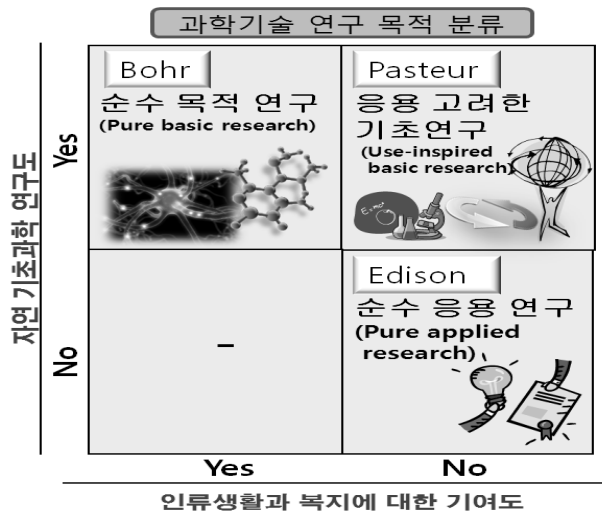 과학기술 연구 목적 분류
Bohr
순수 목적 연구
(Pure basic research)
Pasteur
응용 고려한
기초연구
(Use-inspired
basic research)
E=mc²
Edison
순수 응용 연구
(Pure applied
research)
–
자연 기초과학 연구도
Yes
No
Yes
No
인류생활과 복지에 대한 기여도